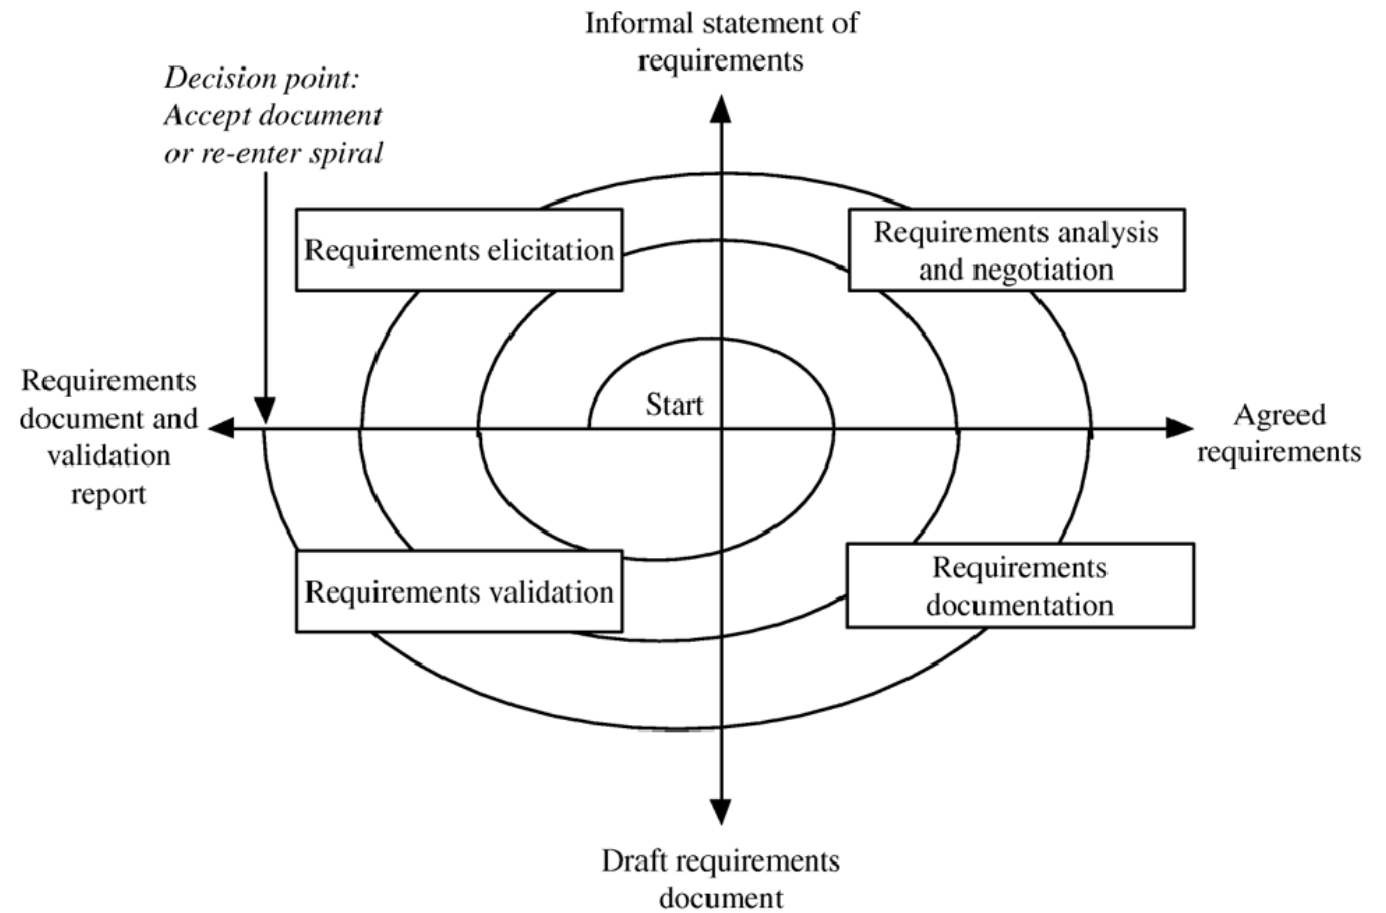 Informal statement of
requirements
Decision point:
Accept document
or re-enter spiral
Requirements elicitation
Requirements analysis
and negotiation
Requirements
document and
validation
report
Start
Agreed
requirements
Requirements validation
Requirements
documentation
Draft requirements
document